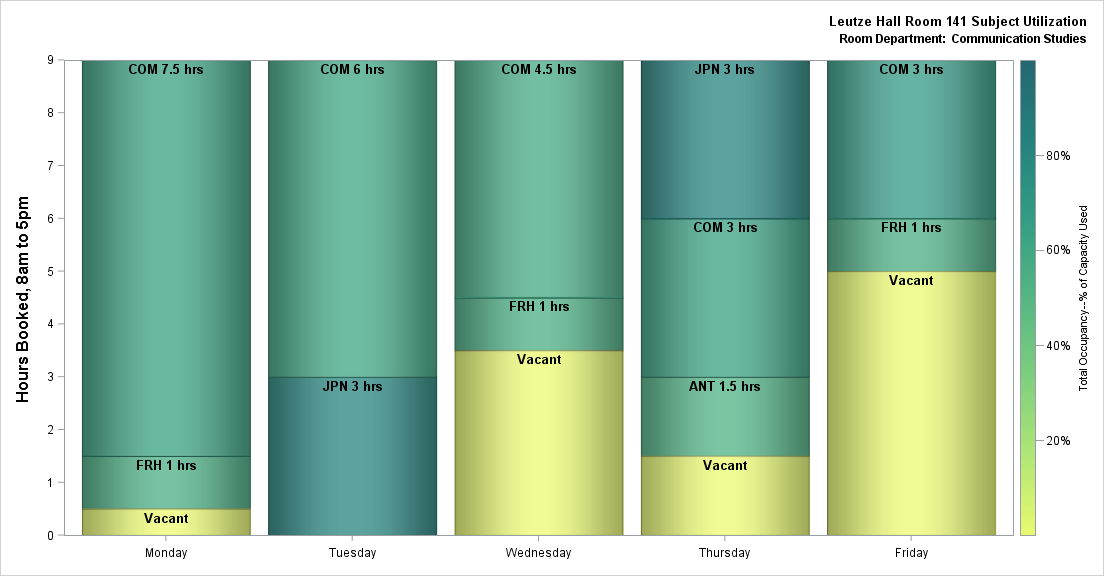 Leutze Hall Room 141 Subject Utilization
Room Department: Communication Studies
Hours Booked, 8am to 5pm
9
8
7
6
5
4
3
2
1
0
COM 7.5 hrs
FRH 1 hrs
Vacant
COM 6 hrs
JPN 3 hrs
COM 4.5 hrs
FRH 1 hrs
Vacant
JPN 3 hrs
COM 3 hrs
ANT 1.5 hrs
Vacant
COM 3 hrs
FRH 1 hrs
Vacant
Monday
Tuesday
Wednesday
Thursday
Friday
80%
60%
40%
20%
Total Occupancy--% of Capacity Used